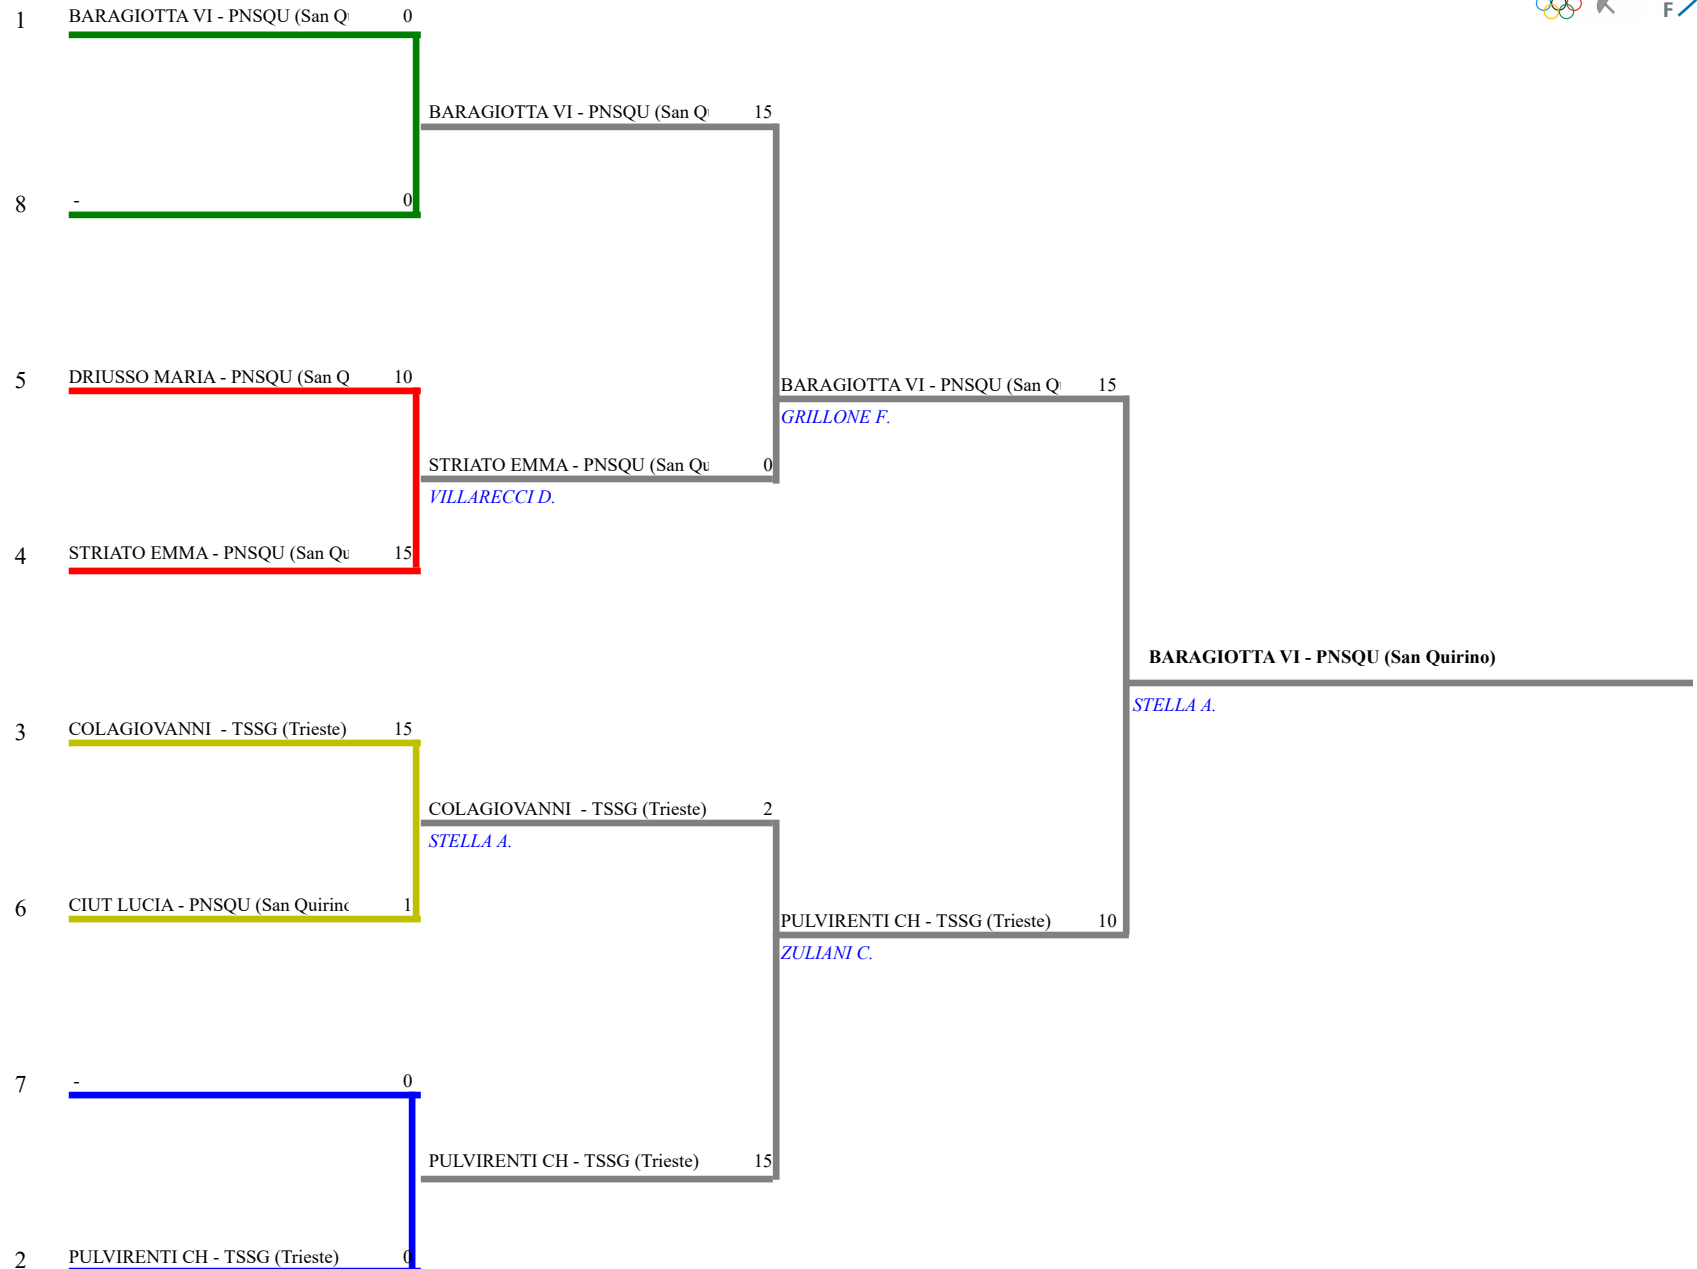 1 BARAGIOTTA VI - PNSQU (San Q 0
BARAGIOTTA VI - PNSQU (San Q 15
8 - 0
5 DRIUSSO MARIA - PNSQU (San Q 10
BARAGIOTTA VI - PNSQU (San Q 15
GRILLONE F.
STRIATO EMMA - PNSQU (San Qu 0
VILLARECCI D.
4 STRIATO EMMA - PNSQU (San Qu 15
BARAGIOTTA VI - PNSQU (San Quirino)
STELLA A.
3 COLAGIOVANNI - TSSG (Trieste) 15
COLAGIOVANNI - TSSG (Trieste) 2
STELLA A.
6 CIUT LUCIA - PNSQU (San Quirino 1
PULVIRENTI CH - TSSG (Trieste) 10
ZULIANI C.
7 - 0
PULVIRENTI CH - TSSG (Trieste) 15
2 PULVIRENTI CH - TSSG (Trieste) 0
F